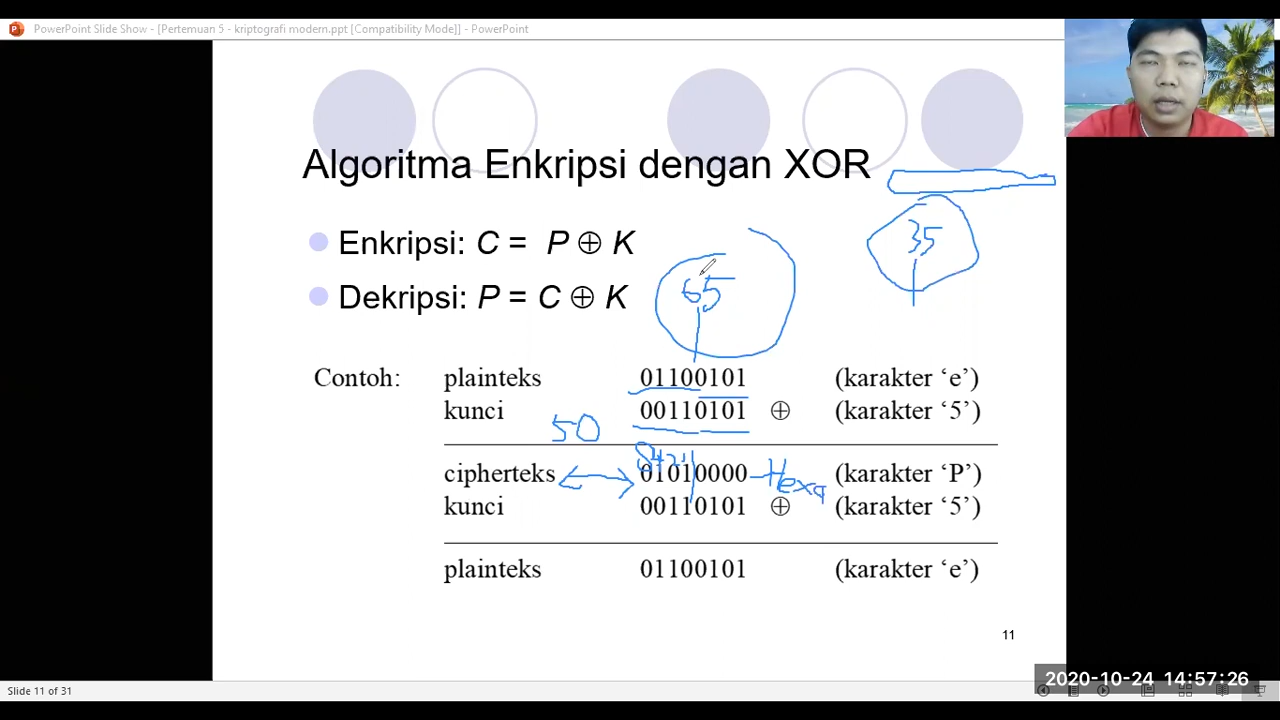 PowerPoint Slide Show - [Pertemuan 5 - kriptografi modern.ppt [Compatibility Mode]] - PowerPoint
Algoritma Enkripsi dengan XOR
35
Enkripsi: C = P ⊕ K
65
Dekripsi: P = C ⊕ K
Contoh: plainteks 01100101 (karakter ‘e’)
kunci 00110101 ⊕ (karakter ‘5’)
50
8421
cipherteks 01010000 Hexa (karakter ‘P’)
kunci 00110101 ⊕ (karakter ‘5’)
plainteks 01100101 (karakter ‘e’)
11
2020-10-24 14:57:26
Slide 11 of 31